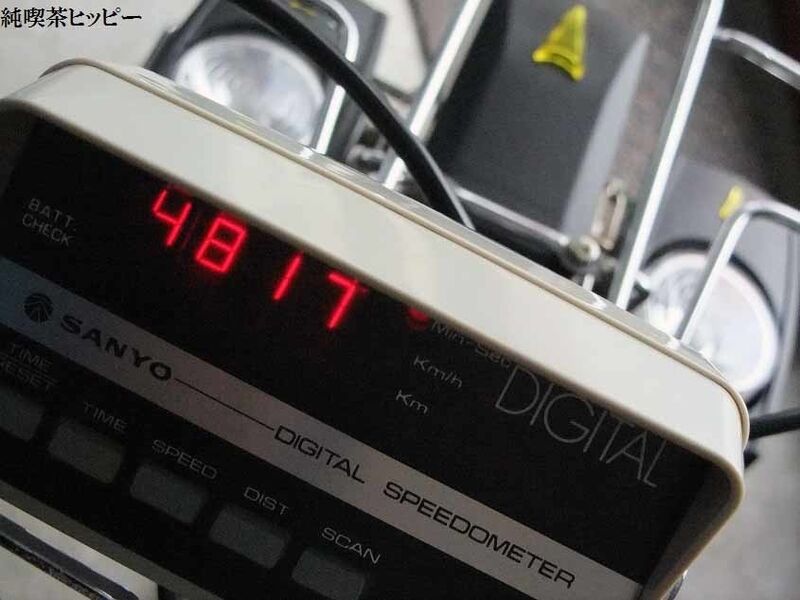 純喫茶ヒッピー
BATT.
CHECK
4817
Min-Sec
Km/h
Km
DIGITAL
SANYO
DIGITAL SPEEDOMETER
TIME
RESET
TIME
SPEED
DIST
SCAN